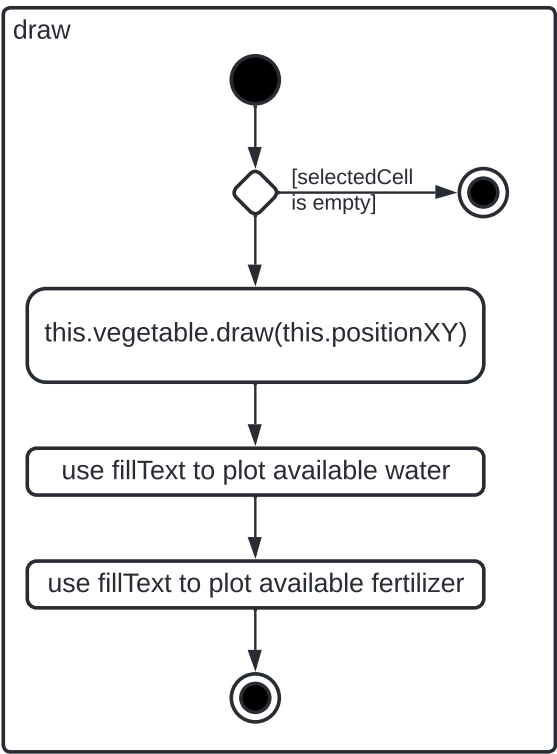 draw
[selectedCell
is empty]
this.vegetable.draw(this.positionXY)
use fillText to plot available water
use fillText to plot available fertilizer